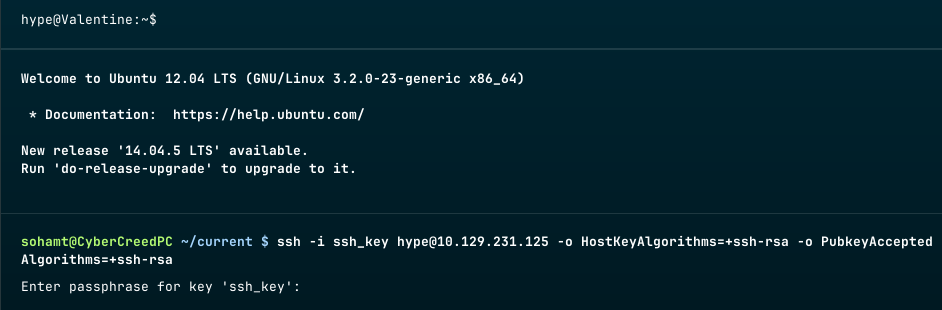 hype@Valentine:~$
Welcome to Ubuntu 12.04 LTS (GNU/Linux 3.2.0-23-generic x86_64)
* Documentation:  https://help.ubuntu.com/
New release '14.04.5 LTS' available.
Run 'do-release-upgrade' to upgrade to it.
sohamt@CyberCreedPC ~/current $ ssh -i ssh_key hype@10.129.231.125 -o HostKeyAlgorithms=+ssh-rsa -o PubkeyAccepted
Algorithms=+ssh-rsa
Enter passphrase for key 'ssh_key':